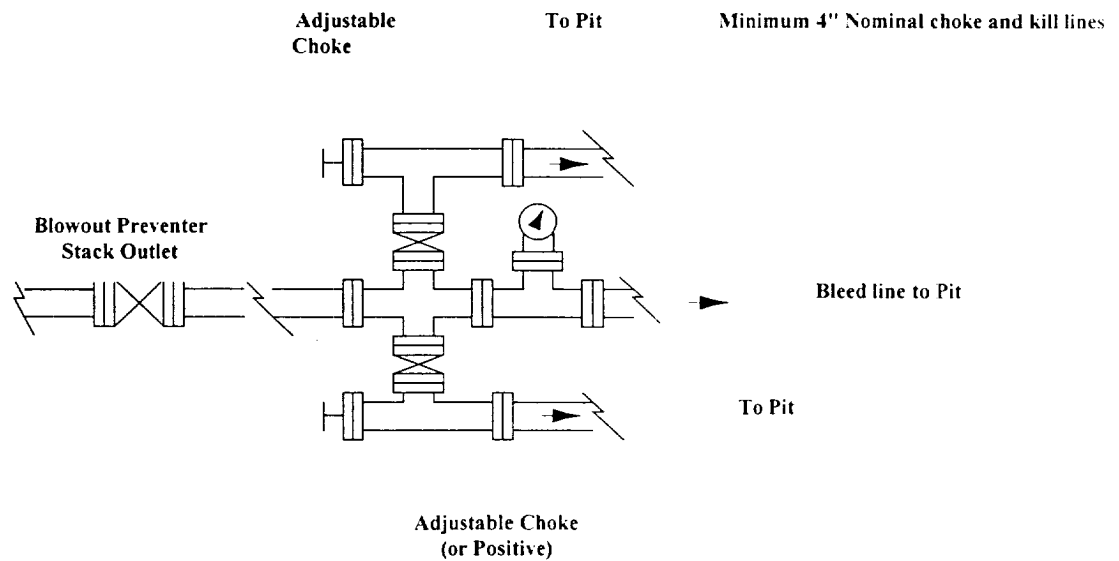 Adjustable
Choke
To Pit
Minimum 4" Nominal choke and kill lines
Blowout Preventer
Stack Outlet
Bleed line to Pit
To Pit
Adjustable Choke
(or Positive)